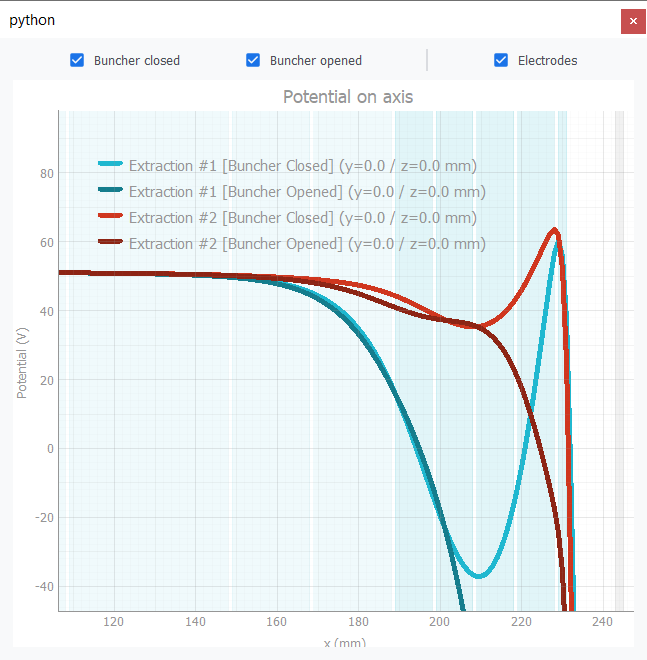 python
Buncher closed Buncher opened Electrodes
Potential on axis
Extraction #1 [Buncher Closed] (y=0.0 / z=0.0 mm)
Extraction #1 [Buncher Opened] (y=0.0 / z=0.0 mm)
Extraction #2 [Buncher Closed] (y=0.0 / z=0.0 mm)
Extraction #2 [Buncher Opened] (y=0.0 / z=0.0 mm)
80
60
40
20
0
-20
-40
Potential (V)
120 140 160 180 200 220 240
x (mm)